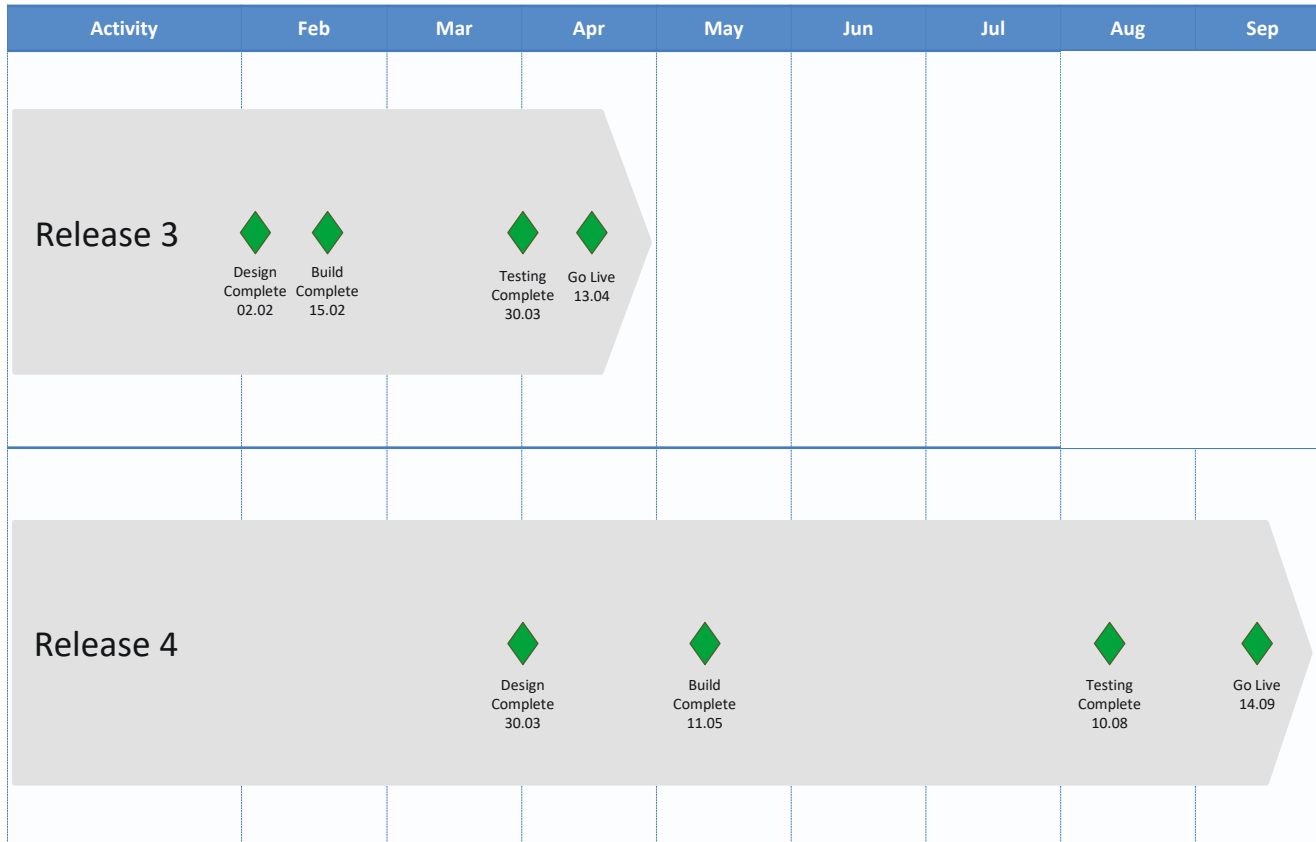 Activity Feb Mar Apr May Jun Jul Aug Sep
Release 3
Design
Complete
02.02
Build
Complete
15.02
Testing
Complete
30.03
Go Live
13.04
Release 4
Design
Complete
30.03
Build
Complete
11.05
Testing
Complete
10.08
Go Live
14.09